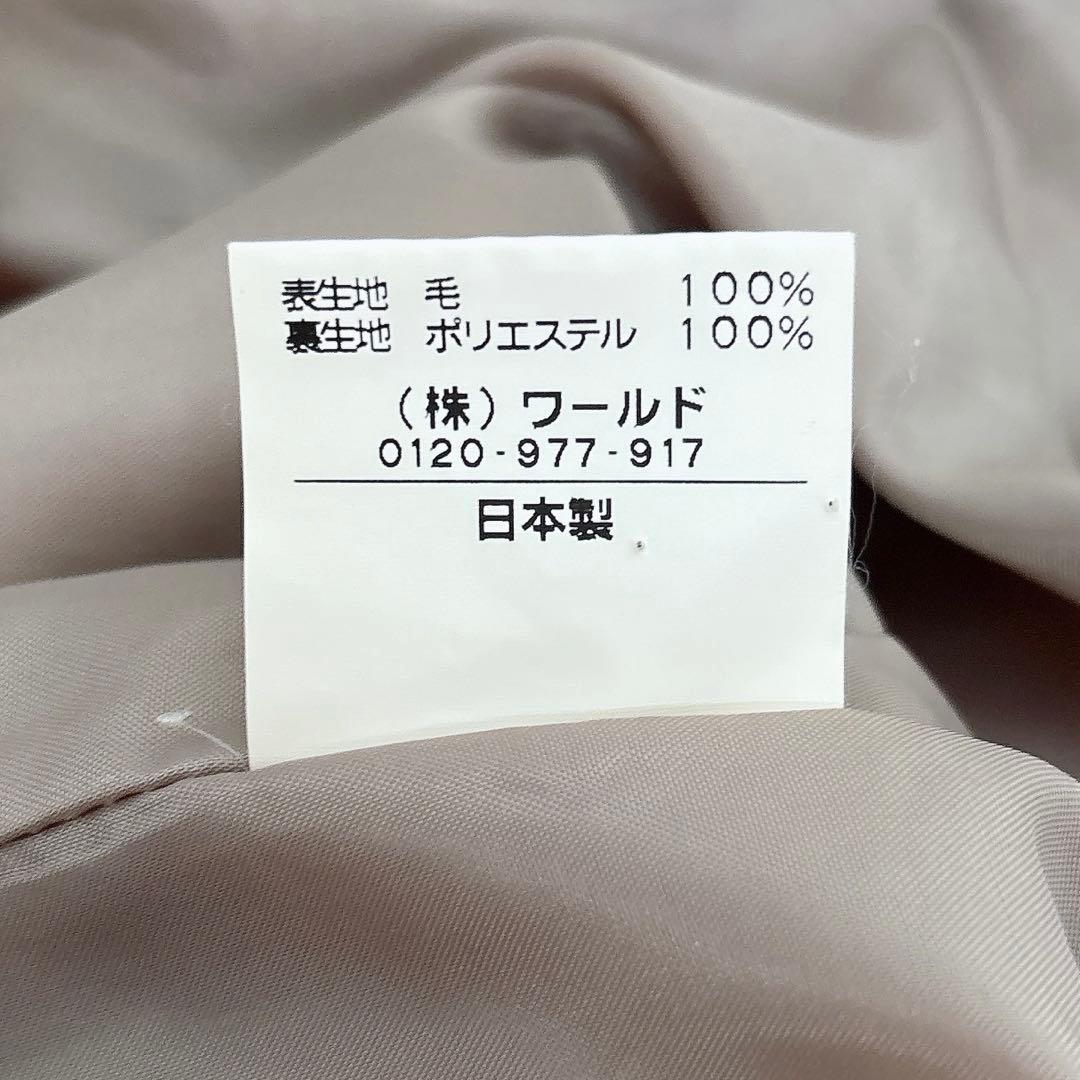 表生地 毛 100%
裏生地 ポリエステル 100%
(株)ワールド
0120-977-917
日本製